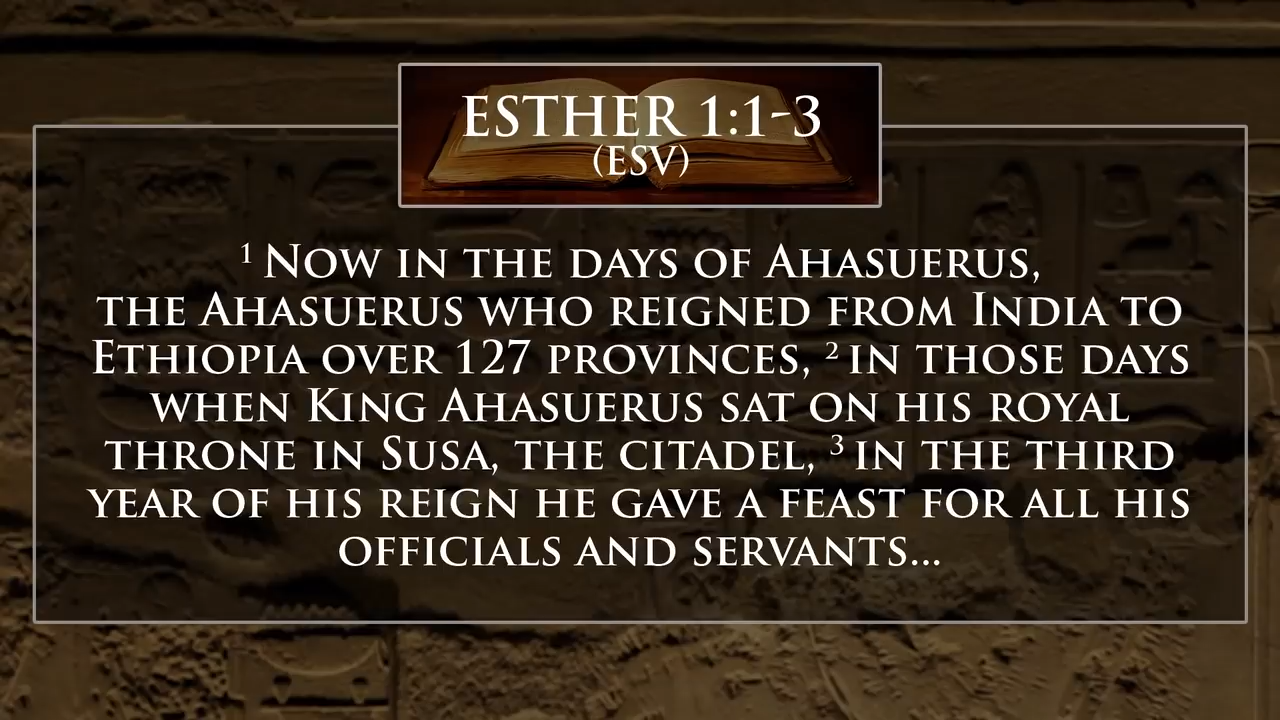 ESTHER 1:1-3
(ESV)
¹ NOW IN THE DAYS OF AHASUERUS,
THE AHASUERUS WHO REIGNED FROM INDIA TO
ETHIOPIA OVER 127 PROVINCES, ² IN THOSE DAYS
WHEN KING AHASUERUS SAT ON HIS ROYAL
THRONE IN SUSA, THE CITADEL, ³ IN THE THIRD
YEAR OF HIS REIGN HE GAVE A FEAST FOR ALL HIS
OFFICIALS AND SERVANTS...